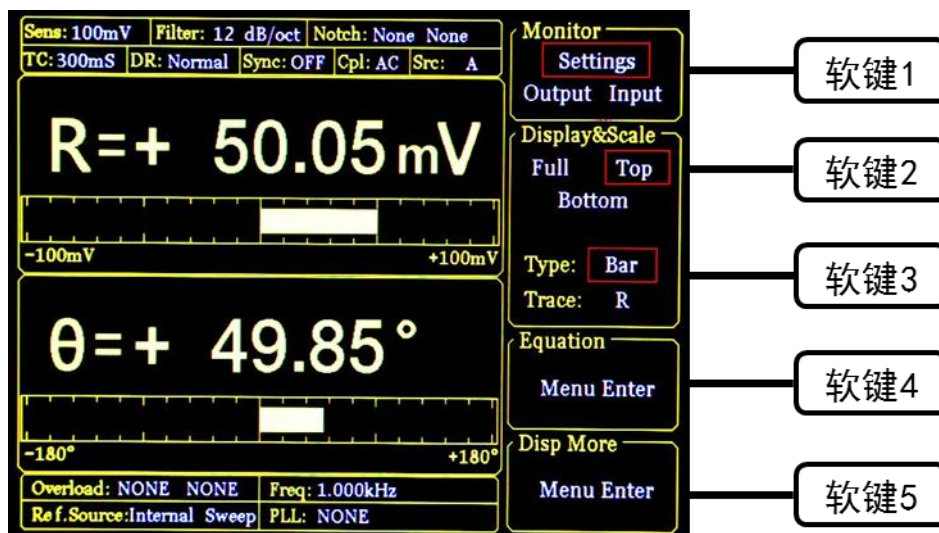 Sens: 100mV Filter: 12 dB/oct Notch: None None
TC: 300mS DR: Normal Sync: OFF Cpl: AC Src: A
R=+ 50.05 mV
-100mV +100mV
θ=+ 49.85°
-180° +180°
Overload: NONE NONE Freq: 1.000kHz
Ref.Source:Internal Sweep PLL: NONE
Monitor
Settings
Output Input
Display&Scale
Full Top
Bottom
Type: Bar
Trace: R
Equation
Menu Enter
Disp More
Menu Enter
软键1
软键2
软键3
软键4
软键5